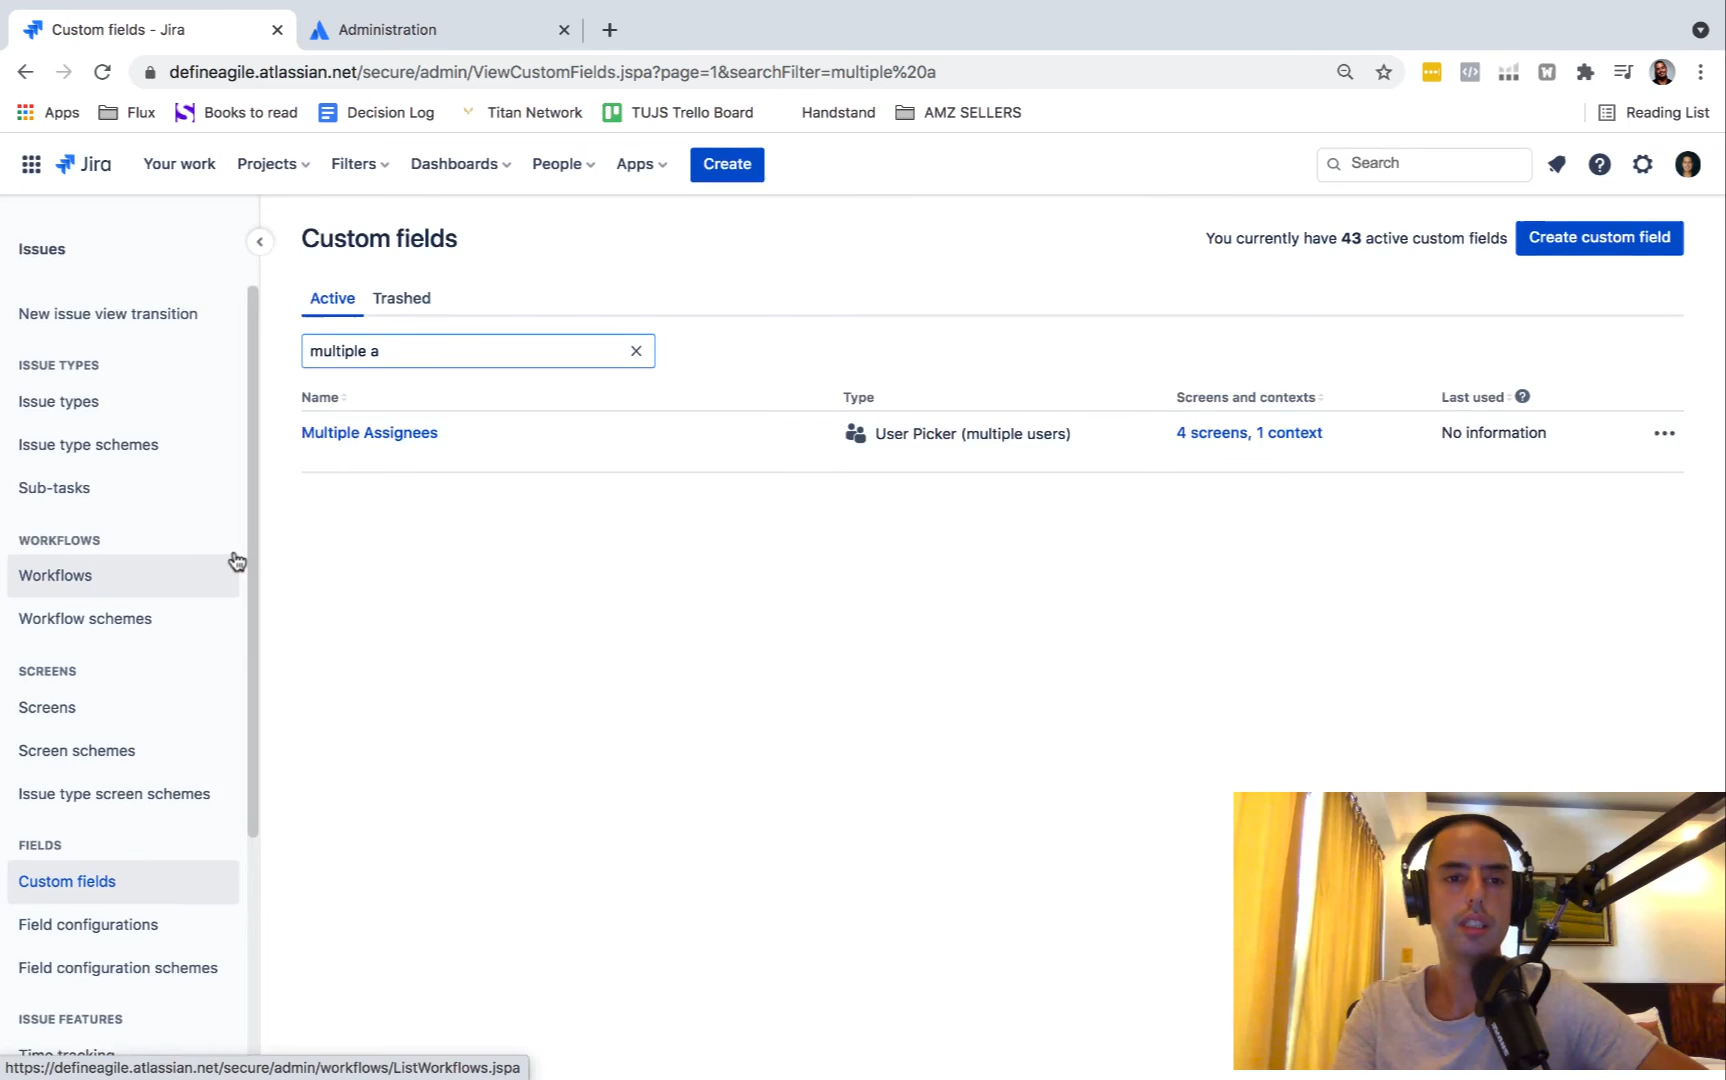 Custom fields - Jira
Administration
defineagile.atlassian.net/secure/admin/ViewCustomFields.jspa?page=1&searchFilter=multiple%20a
Apps Flux Books to read Decision Log Titan Network TUJS Trello Board Handstand AMZ SELLERS Reading List
Jira Your work Projects Filters Dashboards People Apps Create Search
Issues
New issue view transition
ISSUE TYPES
Issue types
Issue type schemes
Sub-tasks
WORKFLOWS
Workflows
Workflow schemes
SCREENS
Screens
Screen schemes
Issue type screen schemes
FIELDS
Custom fields
Field configurations
Field configuration schemes
ISSUE FEATURES
Time tracking
https://defineagile.atlassian.net/secure/admin/workflows/ListWorkflows.jspa
Custom fields
You currently have 43 active custom fields
Create custom field
Active Trashed
multiple a
Name Type Screens and contexts Last used
Multiple Assignees User Picker (multiple users) 4 screens, 1 context No information